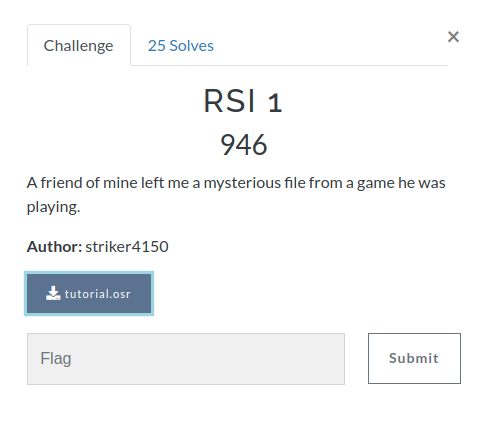 Challenge
25 Solves
×
RSI 1
946
A friend of mine left me a mysterious file from a game he was
playing.
Author: striker4150
tutorial.osr
Flag
Submit